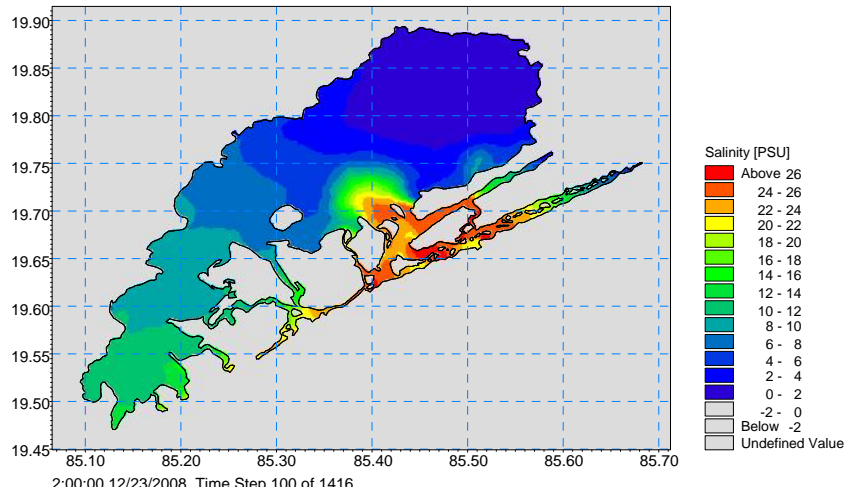 19.90
19.85
19.80
19.75
19.70
19.65
19.60
19.55
19.50
19.45
85.10 85.20 85.30 85.40 85.50 85.60 85.70
2:00:00 12/23/2008 Time Step 100 of 1416
Salinity [PSU]
Above 26
24 - 26
22 - 24
20 - 22
18 - 20
16 - 18
14 - 16
12 - 14
10 - 12
8 - 10
6 - 8
4 - 6
2 - 4
0 - 2
-2 - 0
Below -2
Undefined Value